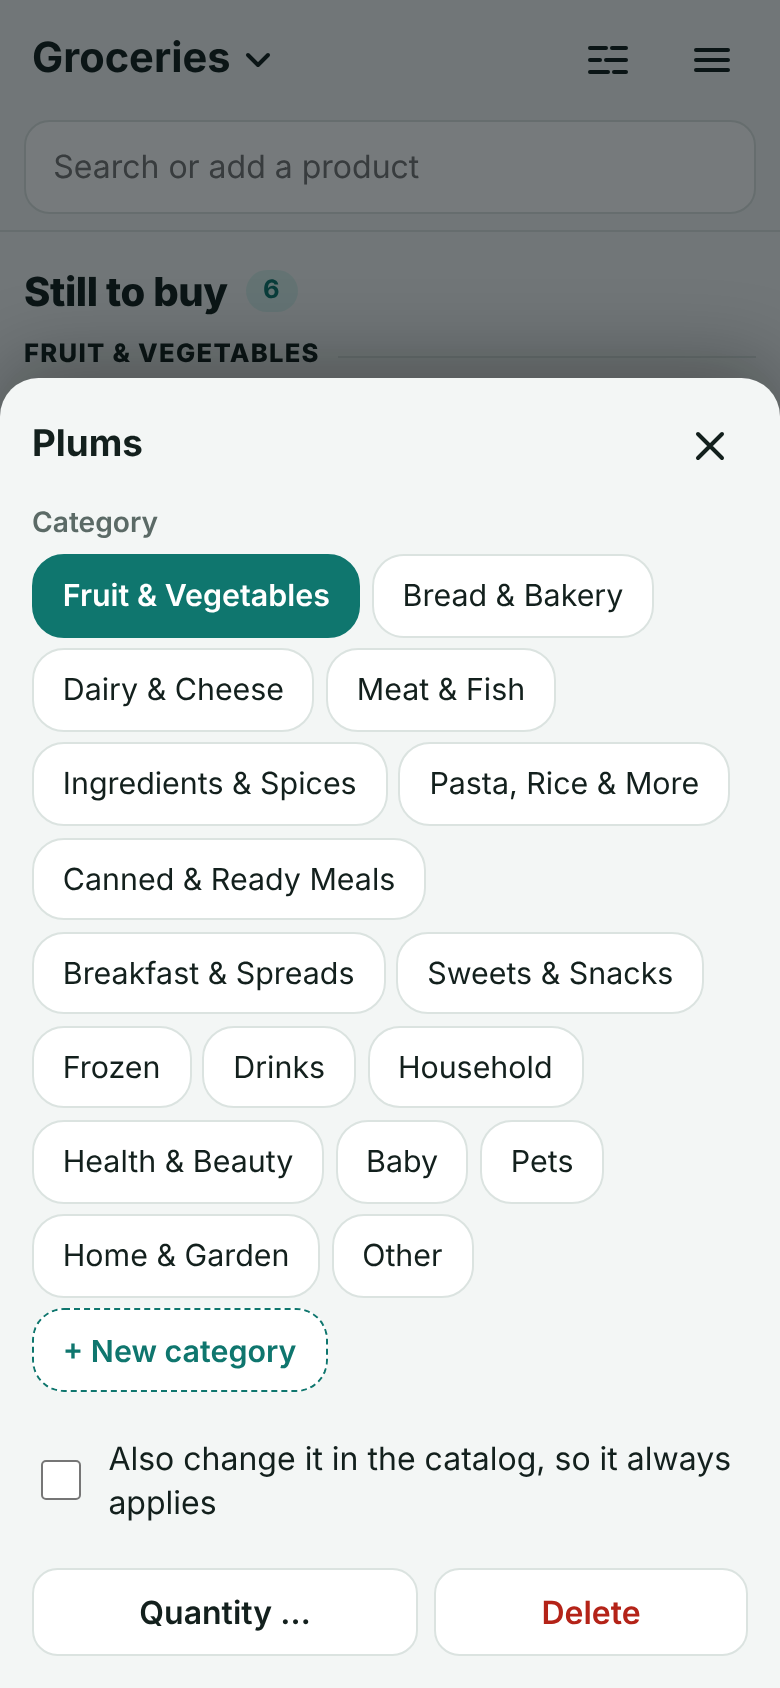 Groceries
Search or add a product
Still to buy 6
FRUIT & VEGETABLES
Plums
Category
Fruit & Vegetables Bread & Bakery
Dairy & Cheese Meat & Fish
Ingredients & Spices Pasta, Rice & More
Canned & Ready Meals
Breakfast & Spreads Sweets & Snacks
Frozen Drinks Household
Health & Beauty Baby Pets
Home & Garden Other
+ New category
Also change it in the catalog, so it always
applies
Quantity ... Delete